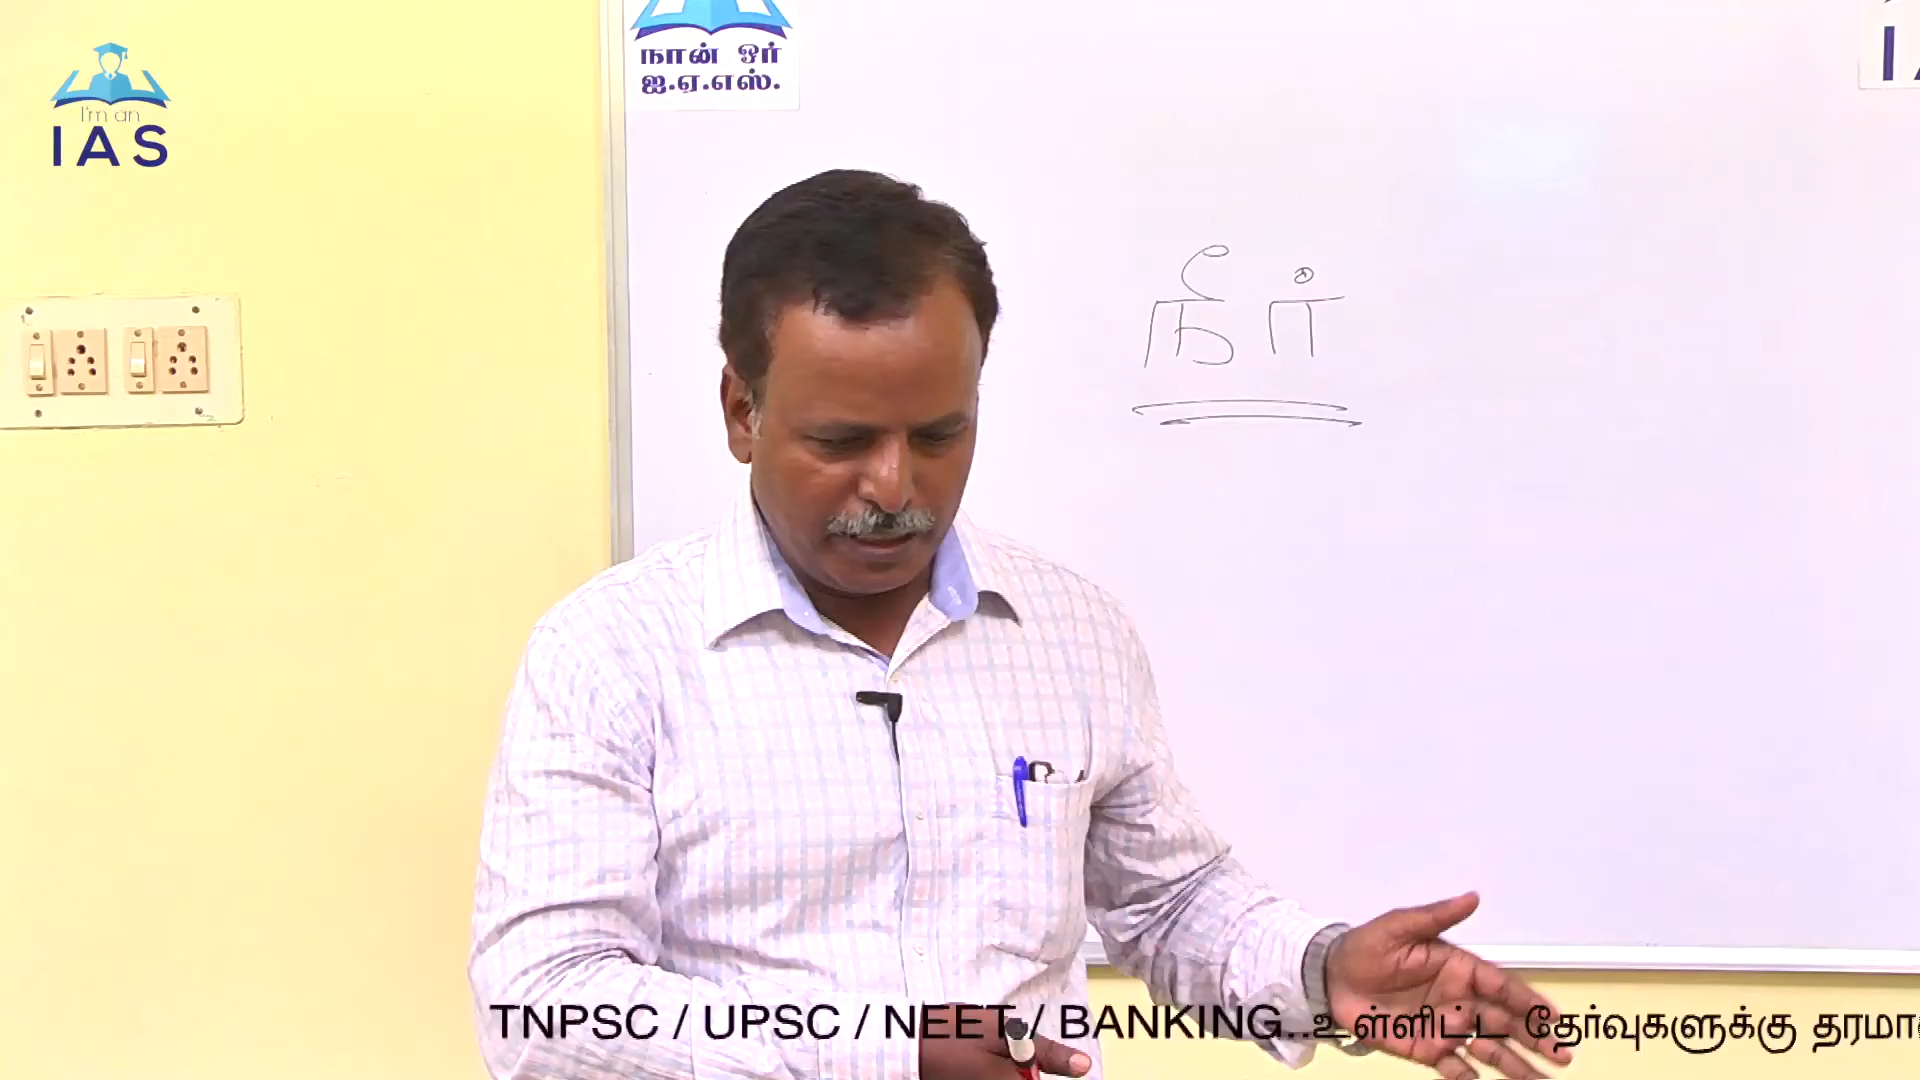 I'm an
IAS
நான் ஓர்
ஐ.ஏ.எஸ்.
நீர்
TNPSC / UPSC / NEET / BANKING..உள்ளிட்ட தேர்வுகளுக்கு